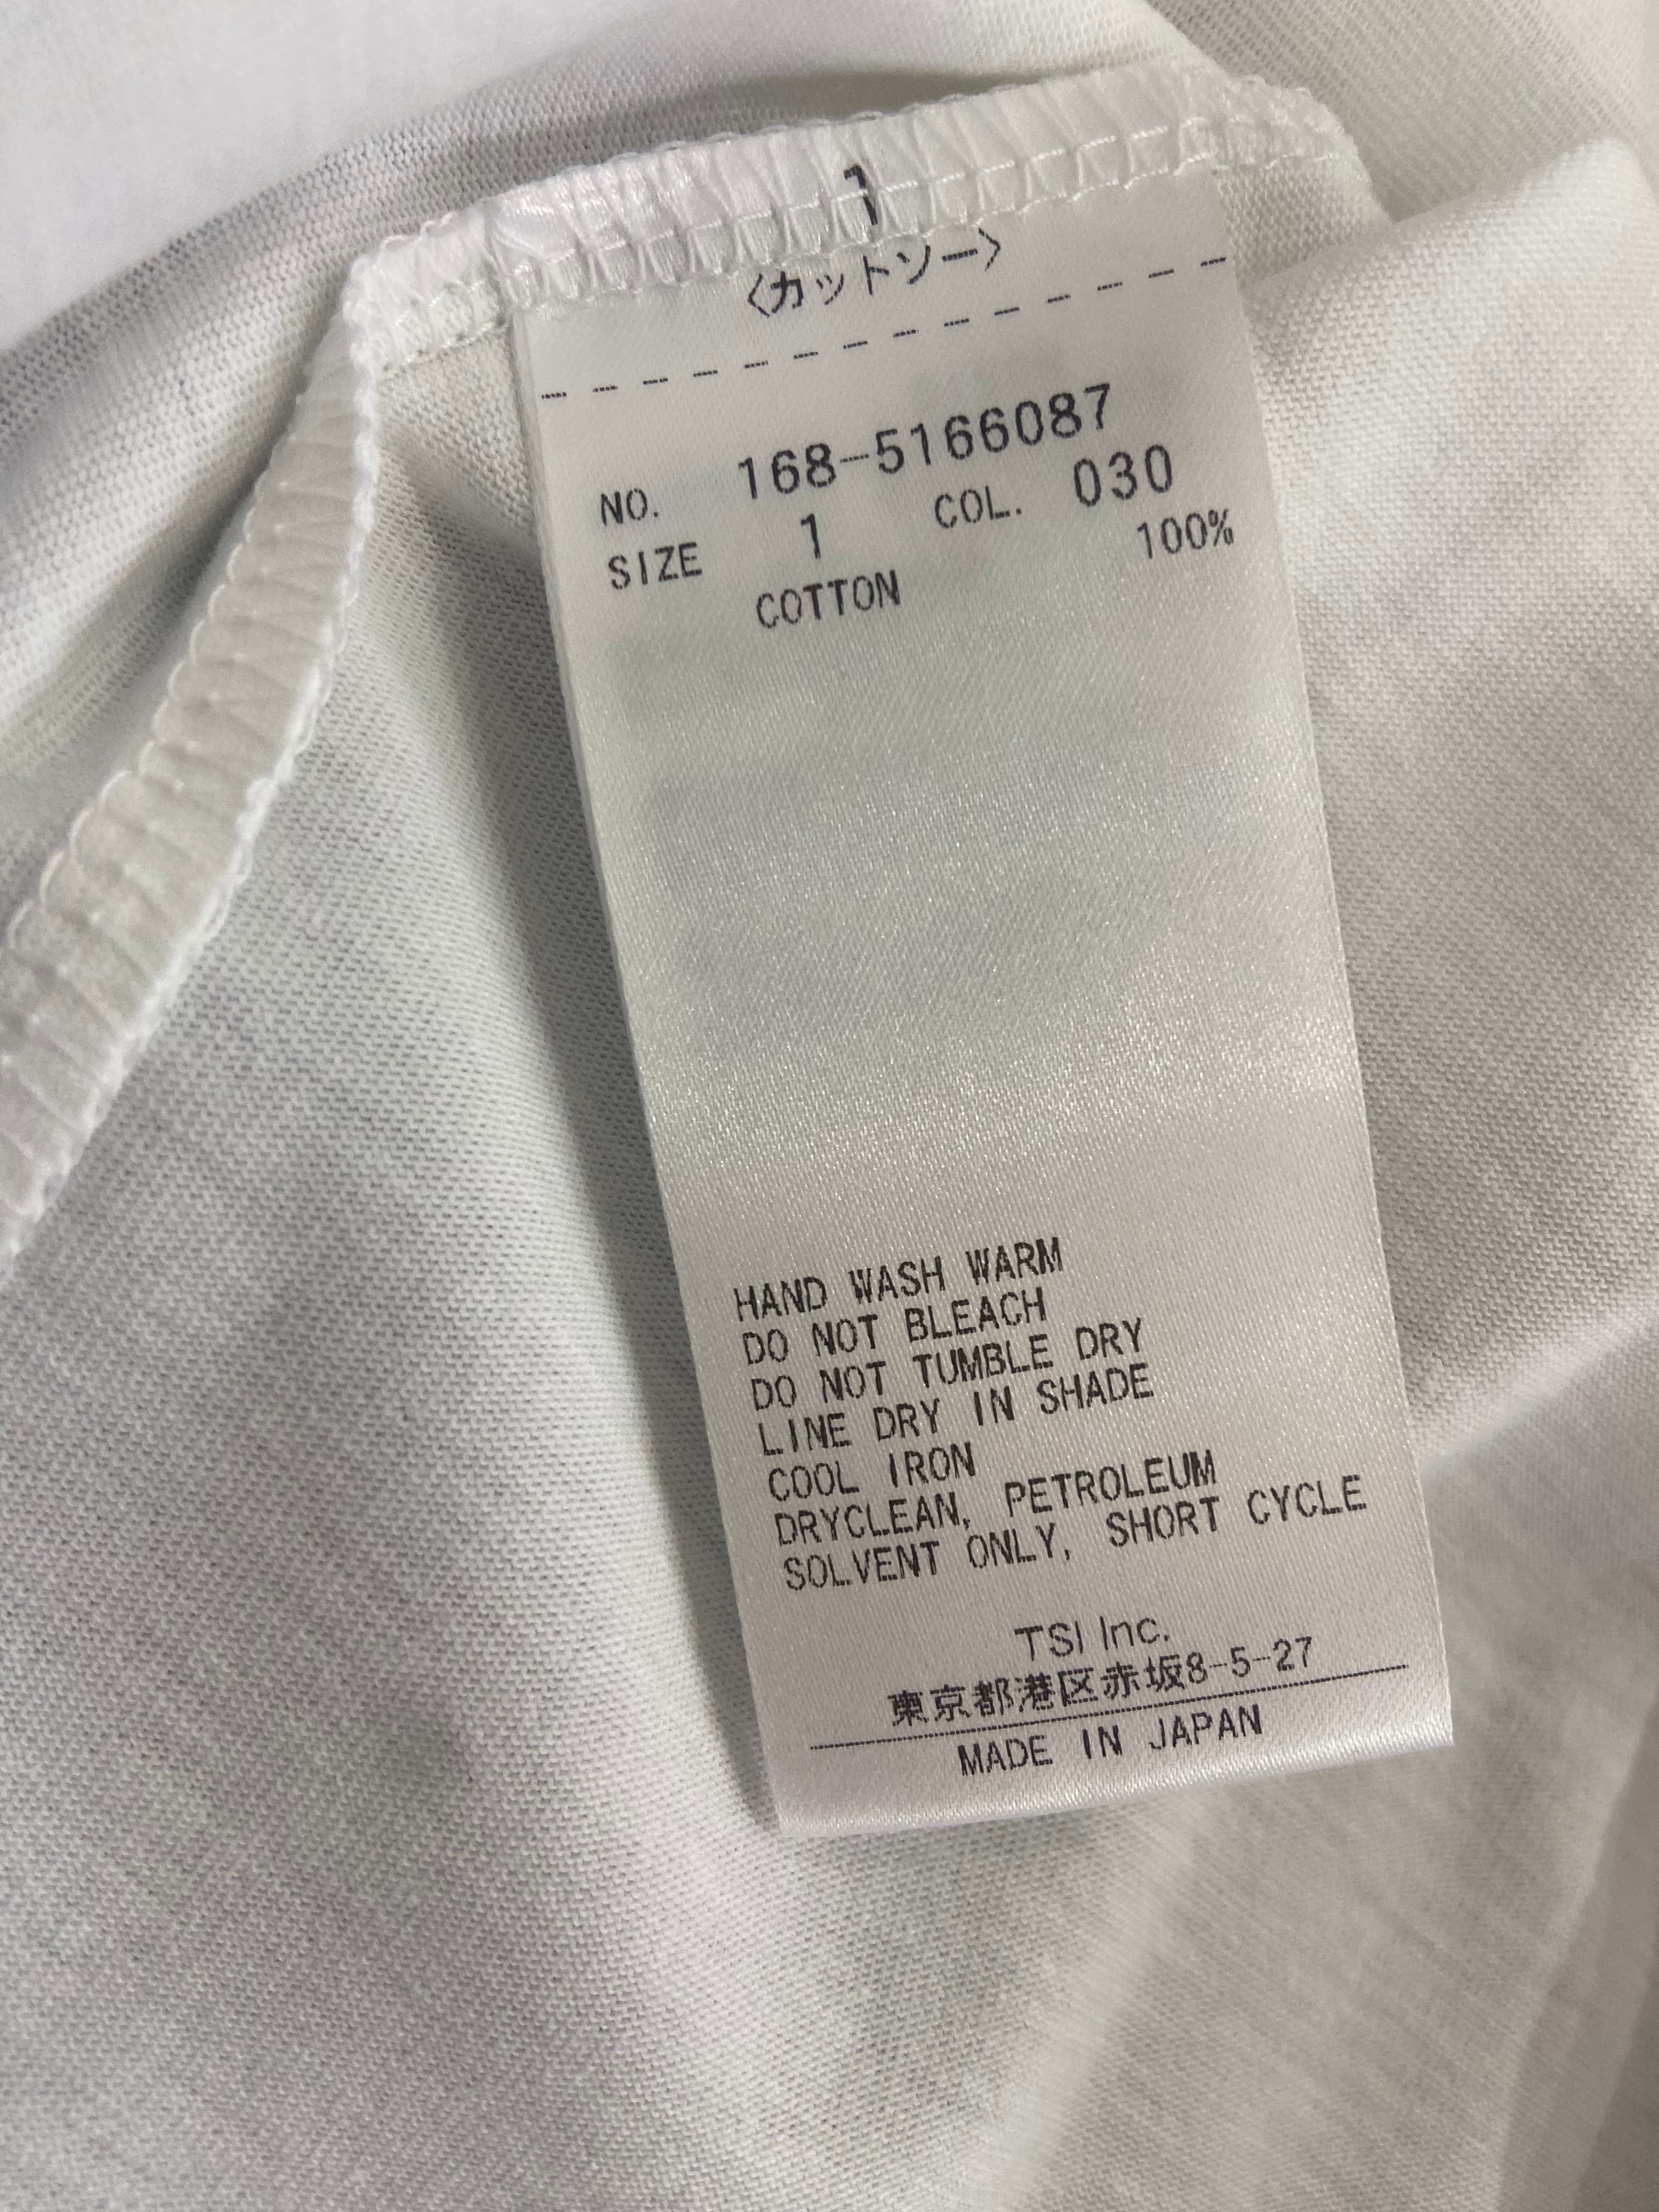 1
〈カットソー〉
NO. 168-5166087
SIZE 1 COL. 030
COTTON 100%
HAND WASH WARM
DO NOT BLEACH
DO NOT TUMBLE DRY
LINE DRY IN SHADE
COOL IRON
DRYCLEAN, PETROLEUM
SOLVENT ONLY, SHORT CYCLE
TSI Inc.
東京都港区赤坂8-5-27
MADE IN JAPAN